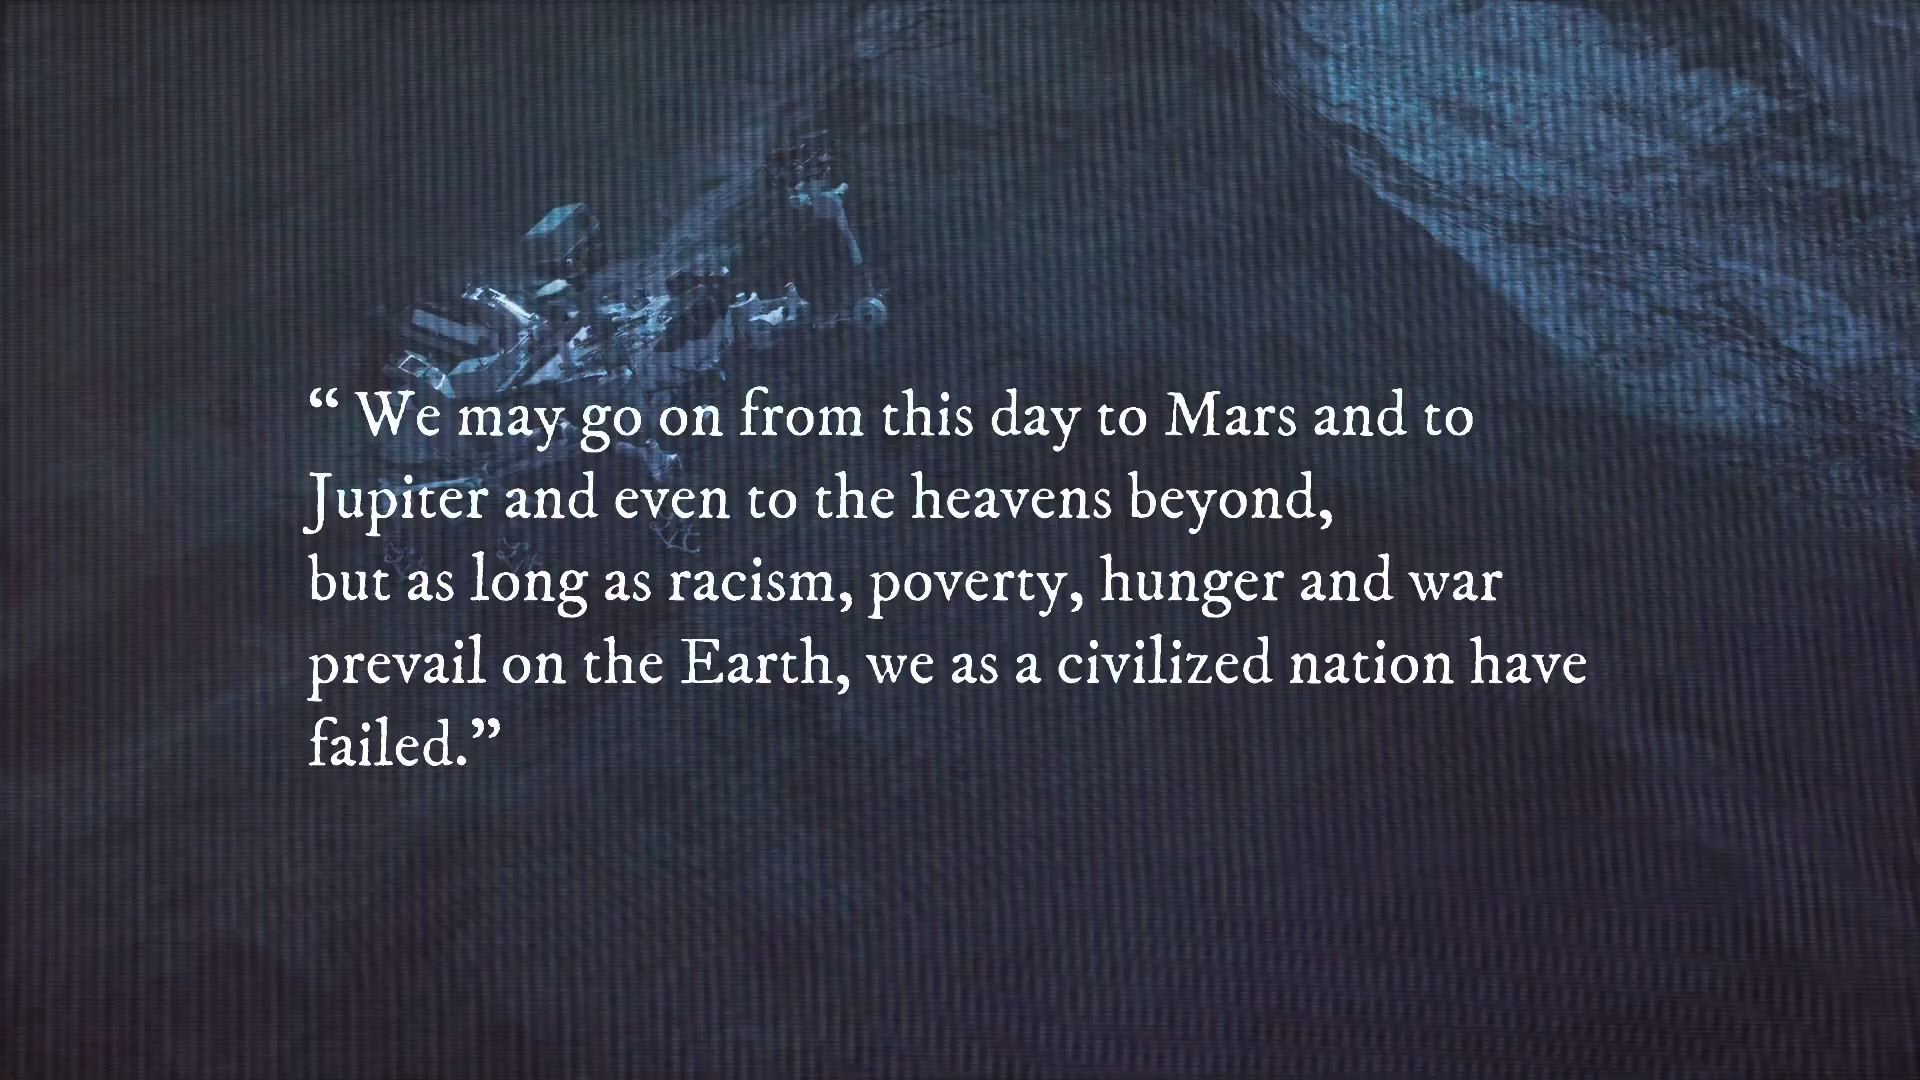 “ We may go on from this day to Mars and to
Jupiter and even to the heavens beyond,
but as long as racism, poverty, hunger and war
prevail on the Earth, we as a civilized nation have
failed.”